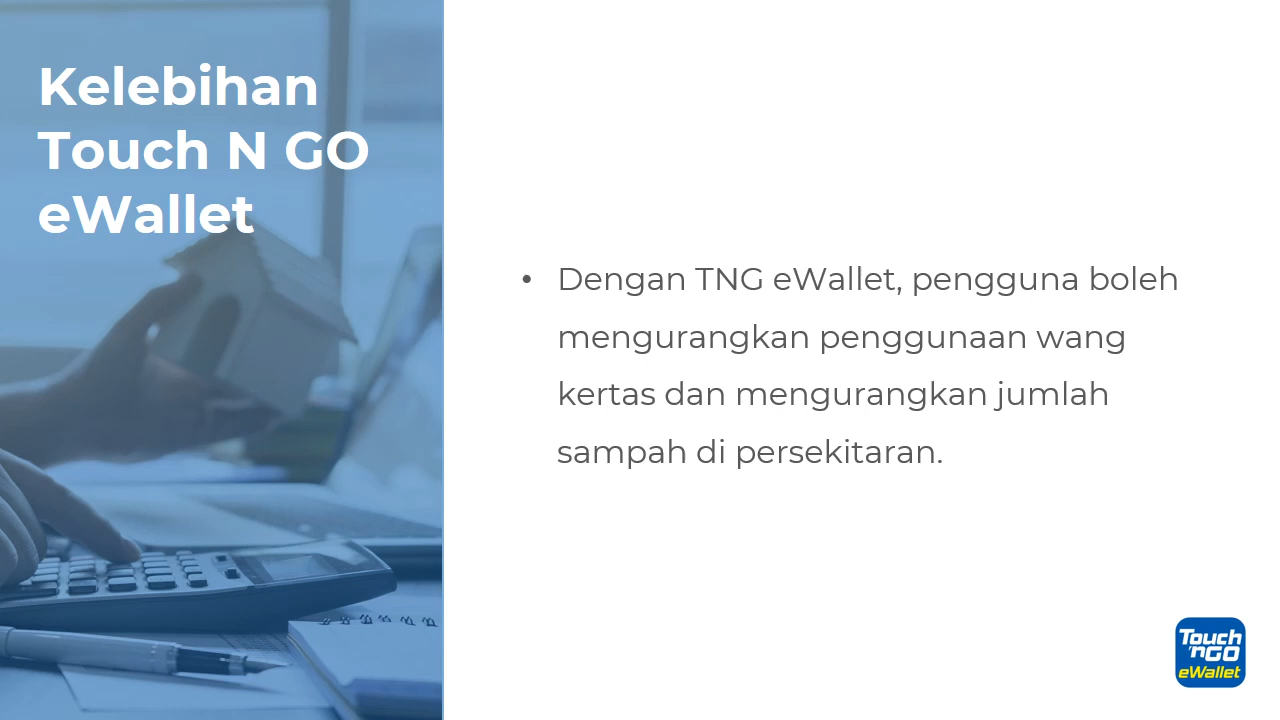 Kelebihan
Touch N GO
eWallet
• Dengan TNG eWallet, pengguna boleh
mengurangkan penggunaan wang
kertas dan mengurangkan jumlah
sampah di persekitaran.
Touch
'nGO
eWallet